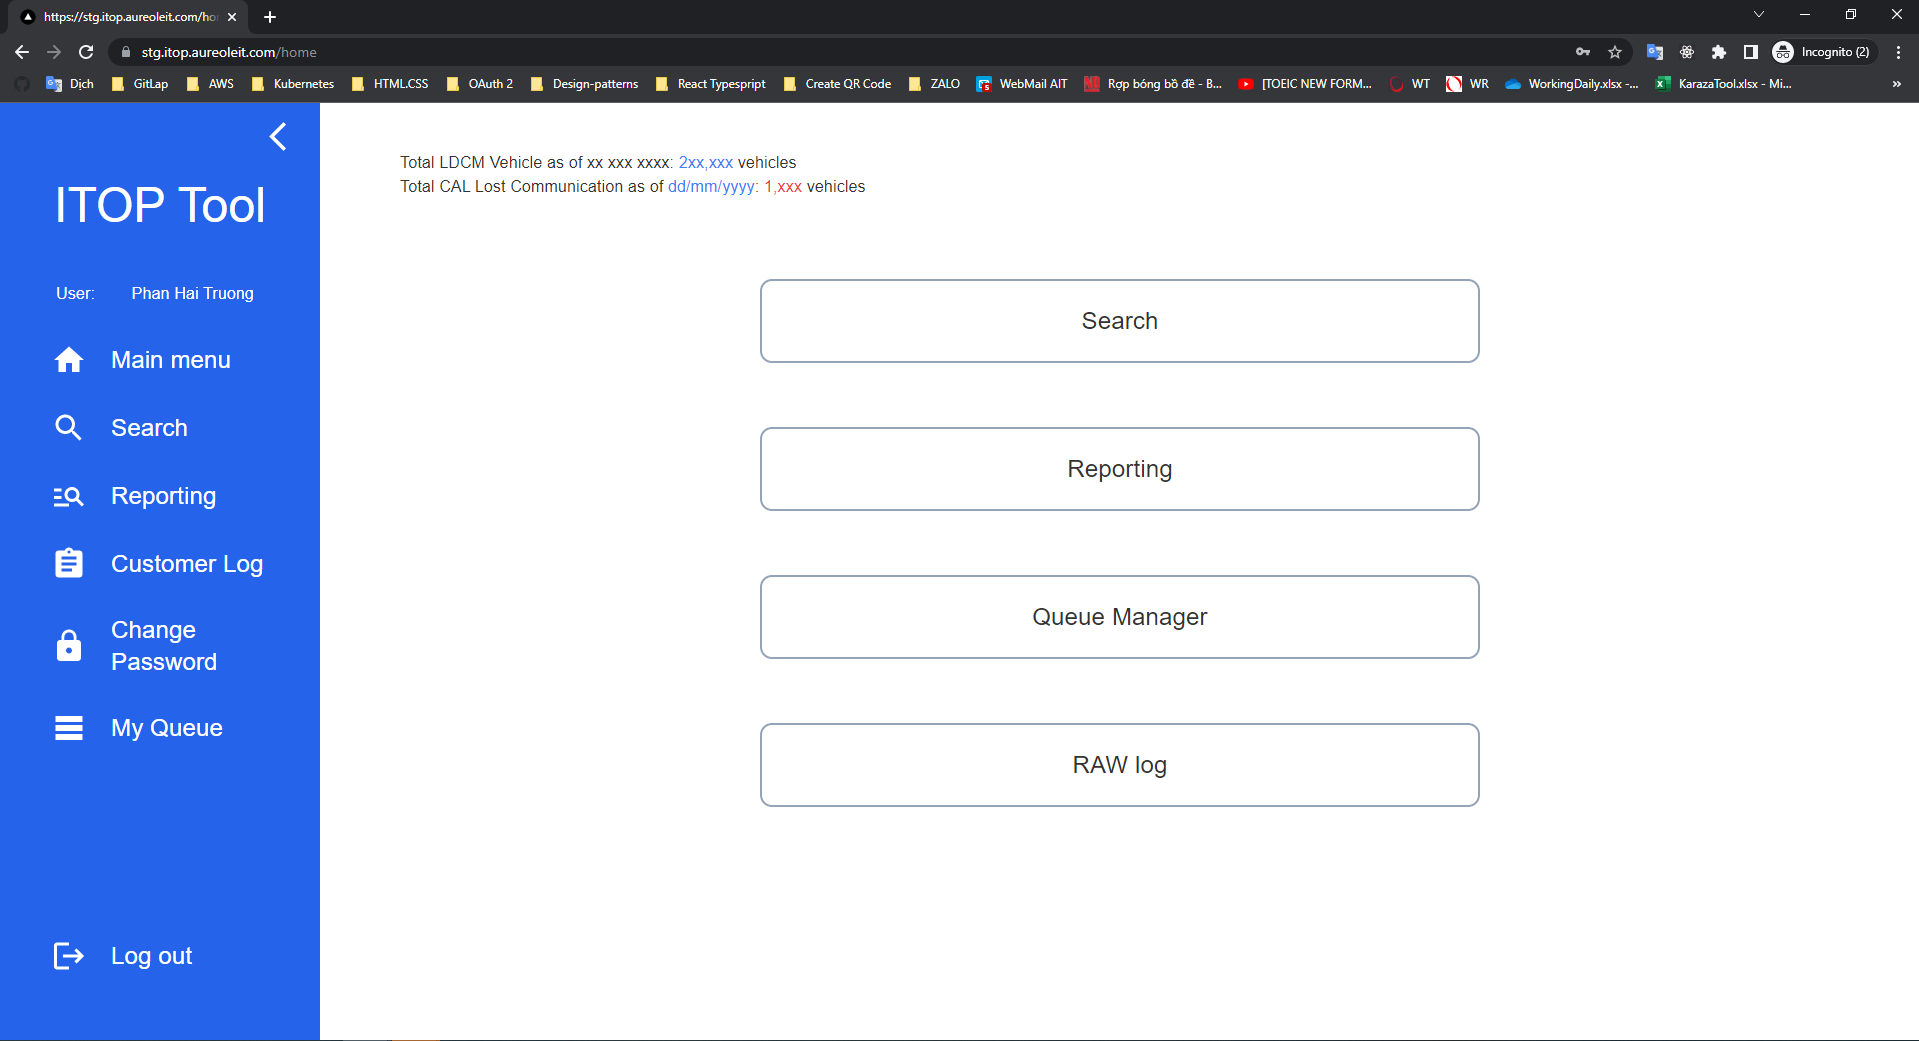 https://stg.itop.aureoleit.com/ho
stg.itop.aureoleit.com/home
Incognito (2)
Dịch GitLap AWS Kubernetes HTML.CSS OAuth 2 Design-patterns React Typespript Create QR Code ZALO WebMail AIT Rợp bóng bồ đề - B... [TOEIC NEW FORM... WT WR WorkingDaily.xlsx -... KarazaTool.xlsx - Mi... »
ITOP Tool
User: Phan Hai Truong
Main menu
Search
Reporting
Customer Log
Change
Password
My Queue
Log out
Total LDCM Vehicle as of xx xxx xxxx: 2xx,xxx vehicles
Total CAL Lost Communication as of dd/mm/yyyy: 1,xxx vehicles
Search
Reporting
Queue Manager
RAW log